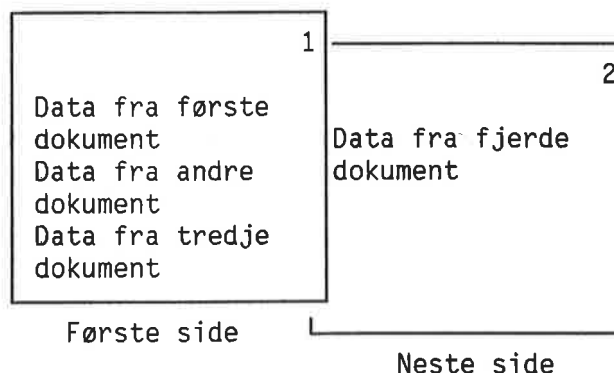 1
Data fra første
dokument
Data fra andre
dokument
Data fra tredje
dokument
Første side
2
Data fra fjerde
dokument
Neste side